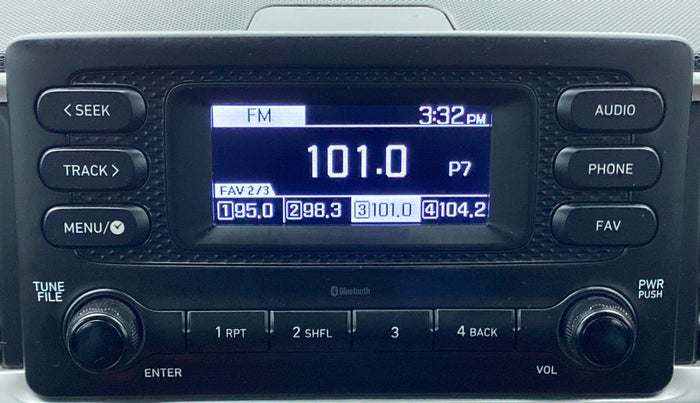 < SEEK
TRACK >
MENU/
FM
3:32 PM
101.0 P7
FAV 2/3
1 95.0 2 98.3 3 101.0 4 104.2
AUDIO
PHONE
FAV
TUNE
FILE
Bluetooth
PWR
PUSH
1 RPT
2 SHFL
3
4 BACK
ENTER
VOL